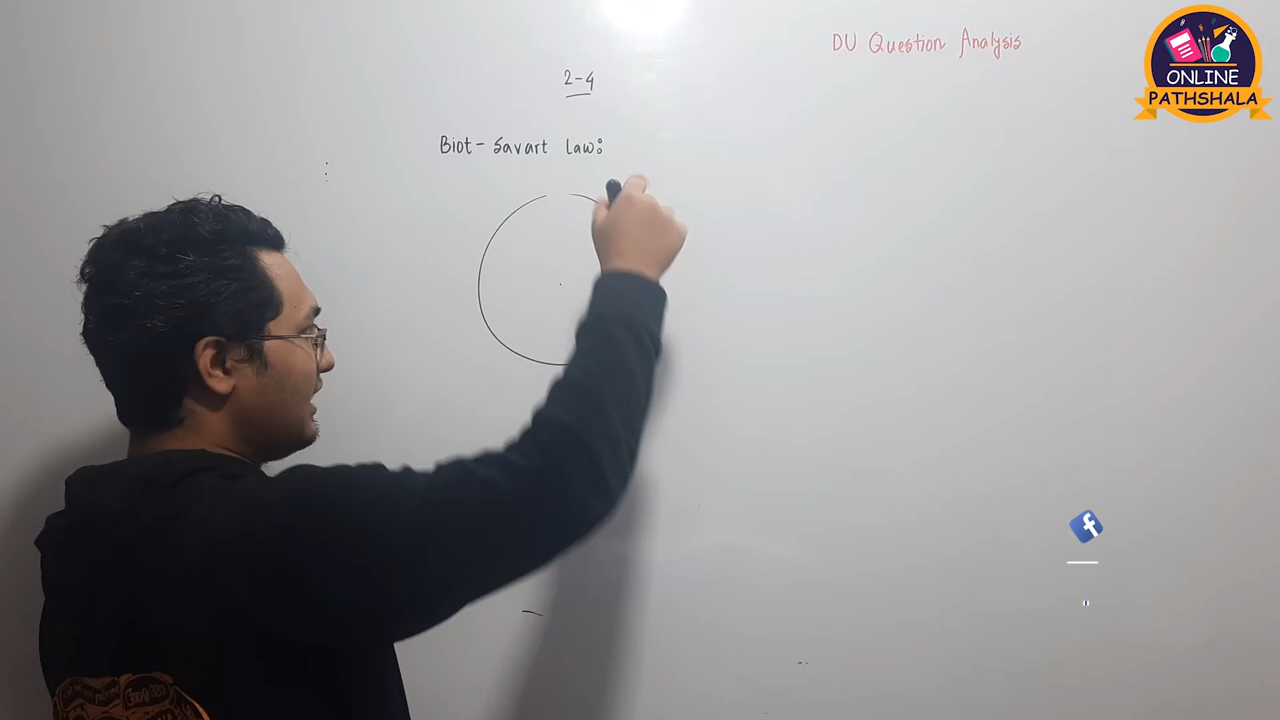 DU Question Analysis
ONLINE
PATHSHALA
2-4
Biot-Savart law: